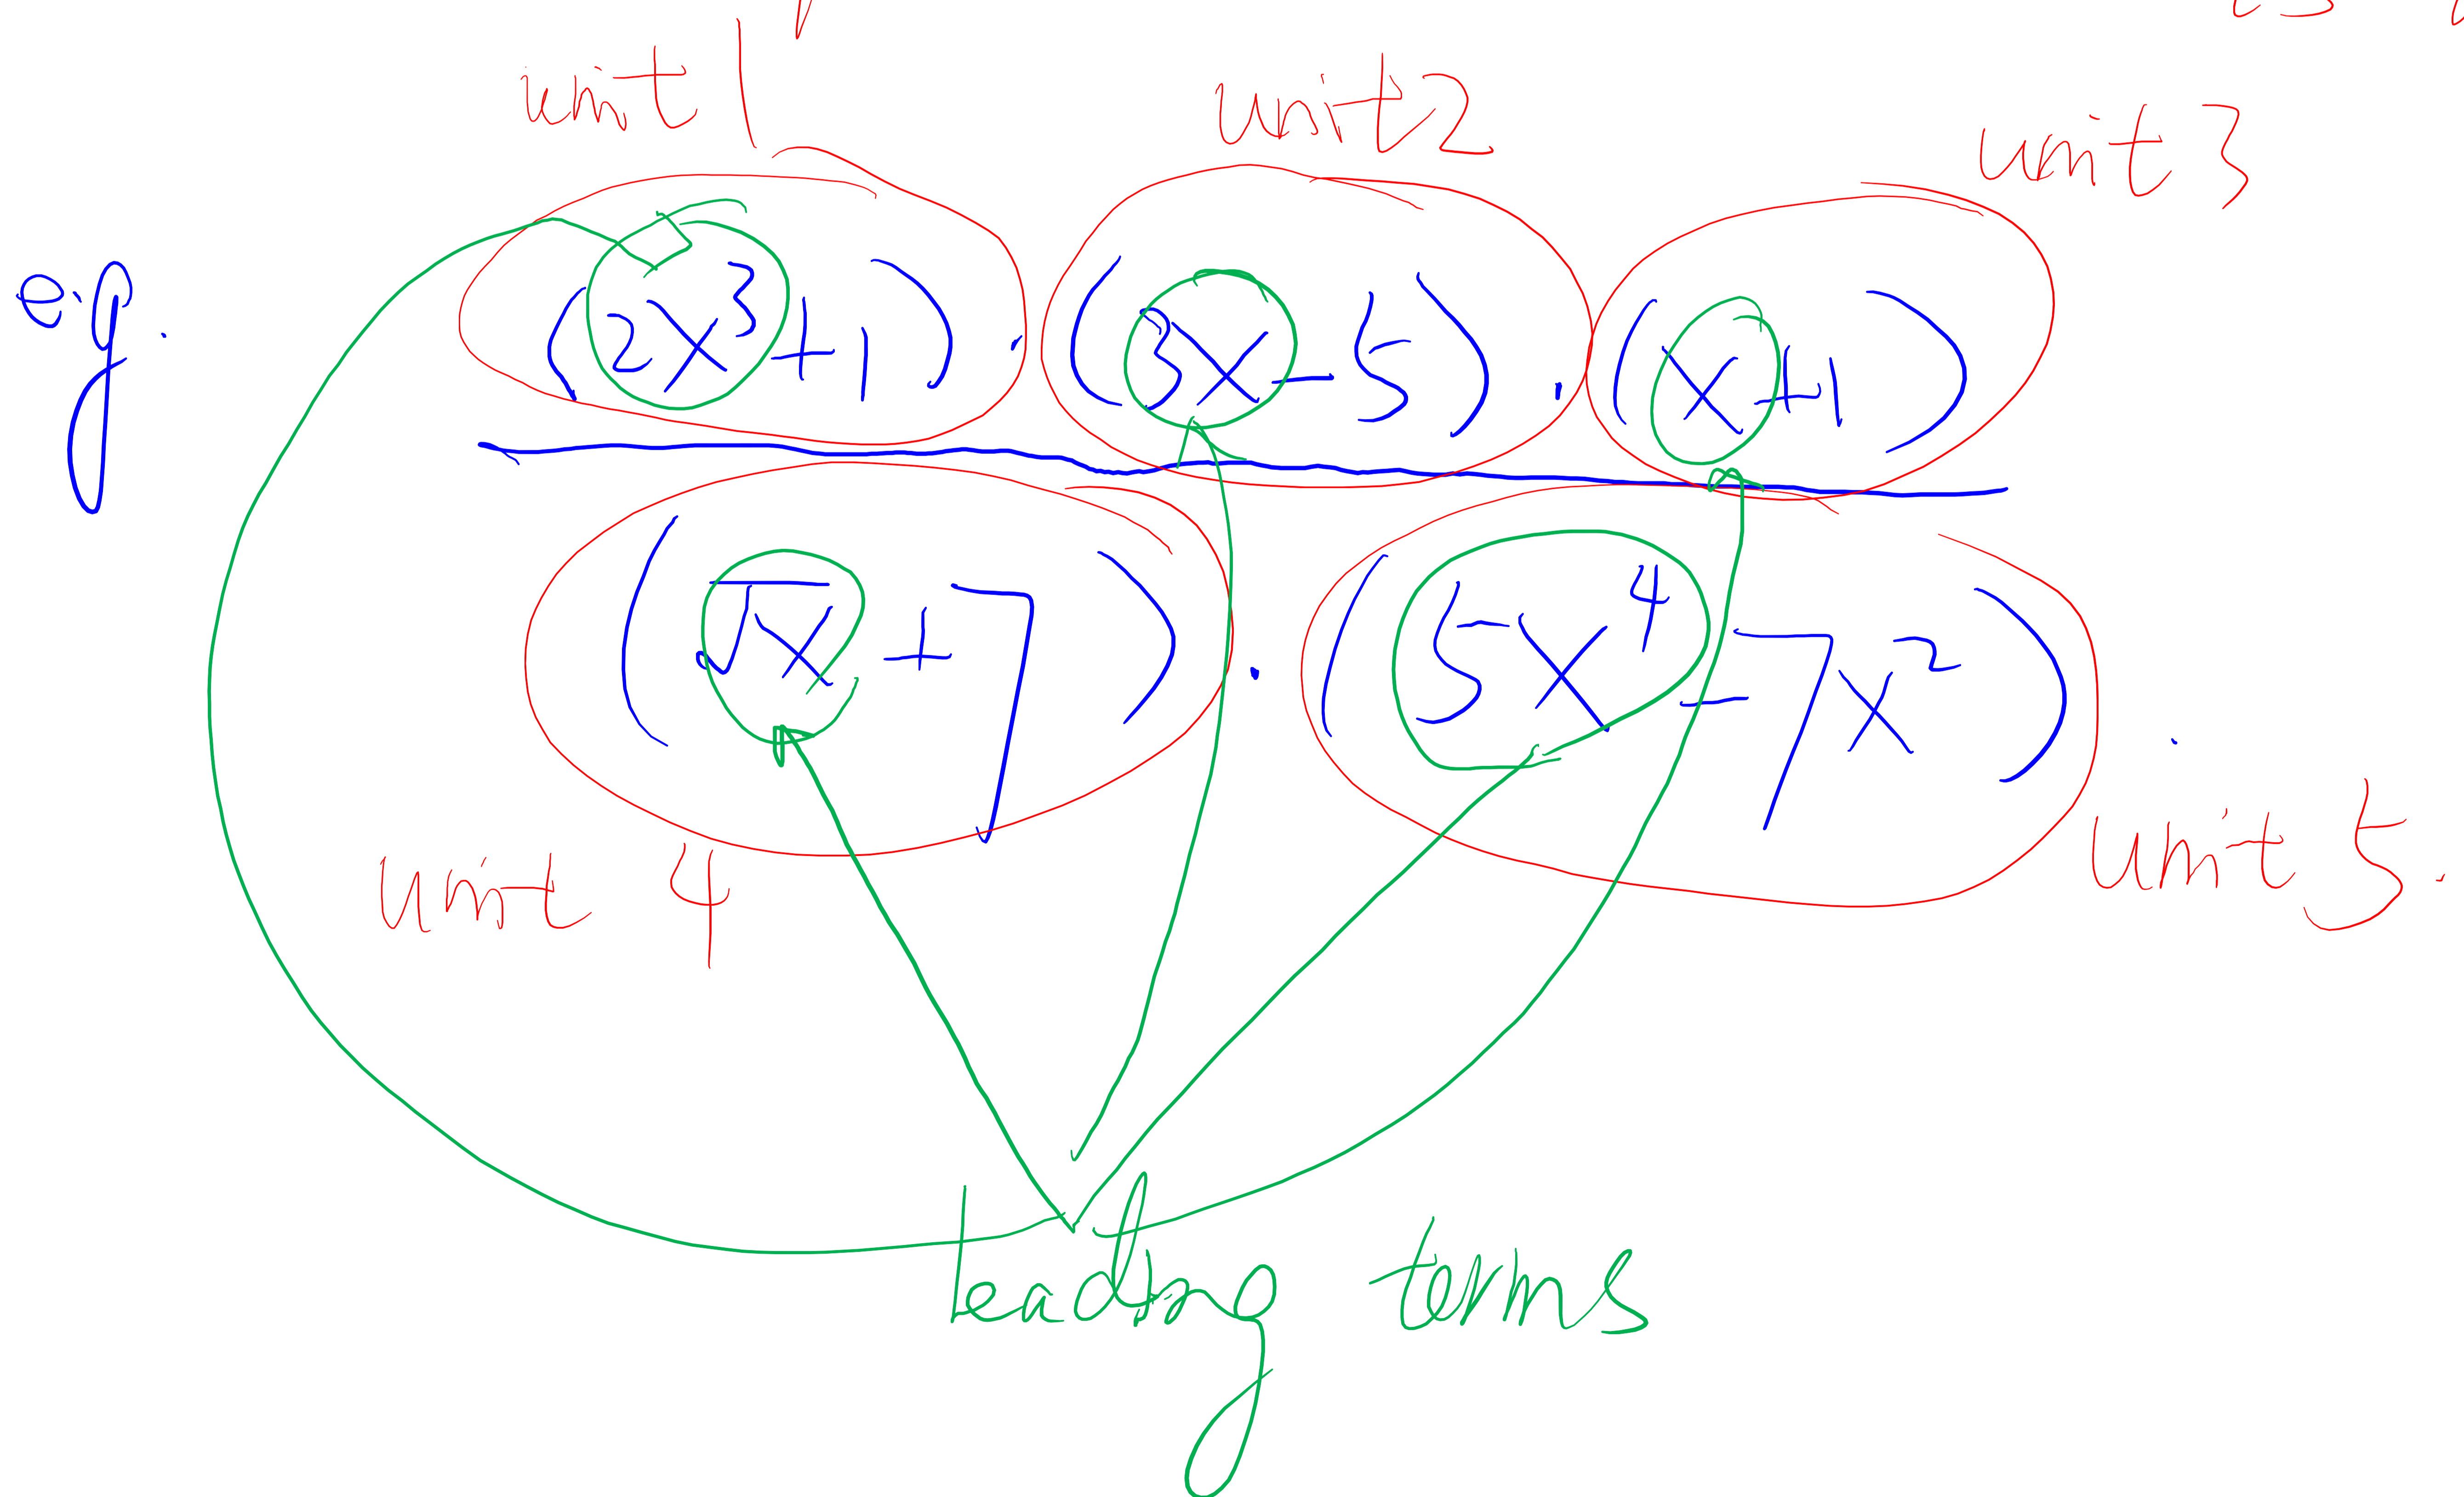 unit 1 unit 2 unit 3
e.g. (2x³+1)·(3x-5)·(x+1)
(√x+7)·(5x⁴-7x²).
unit 4 unit 5.
Leading terms